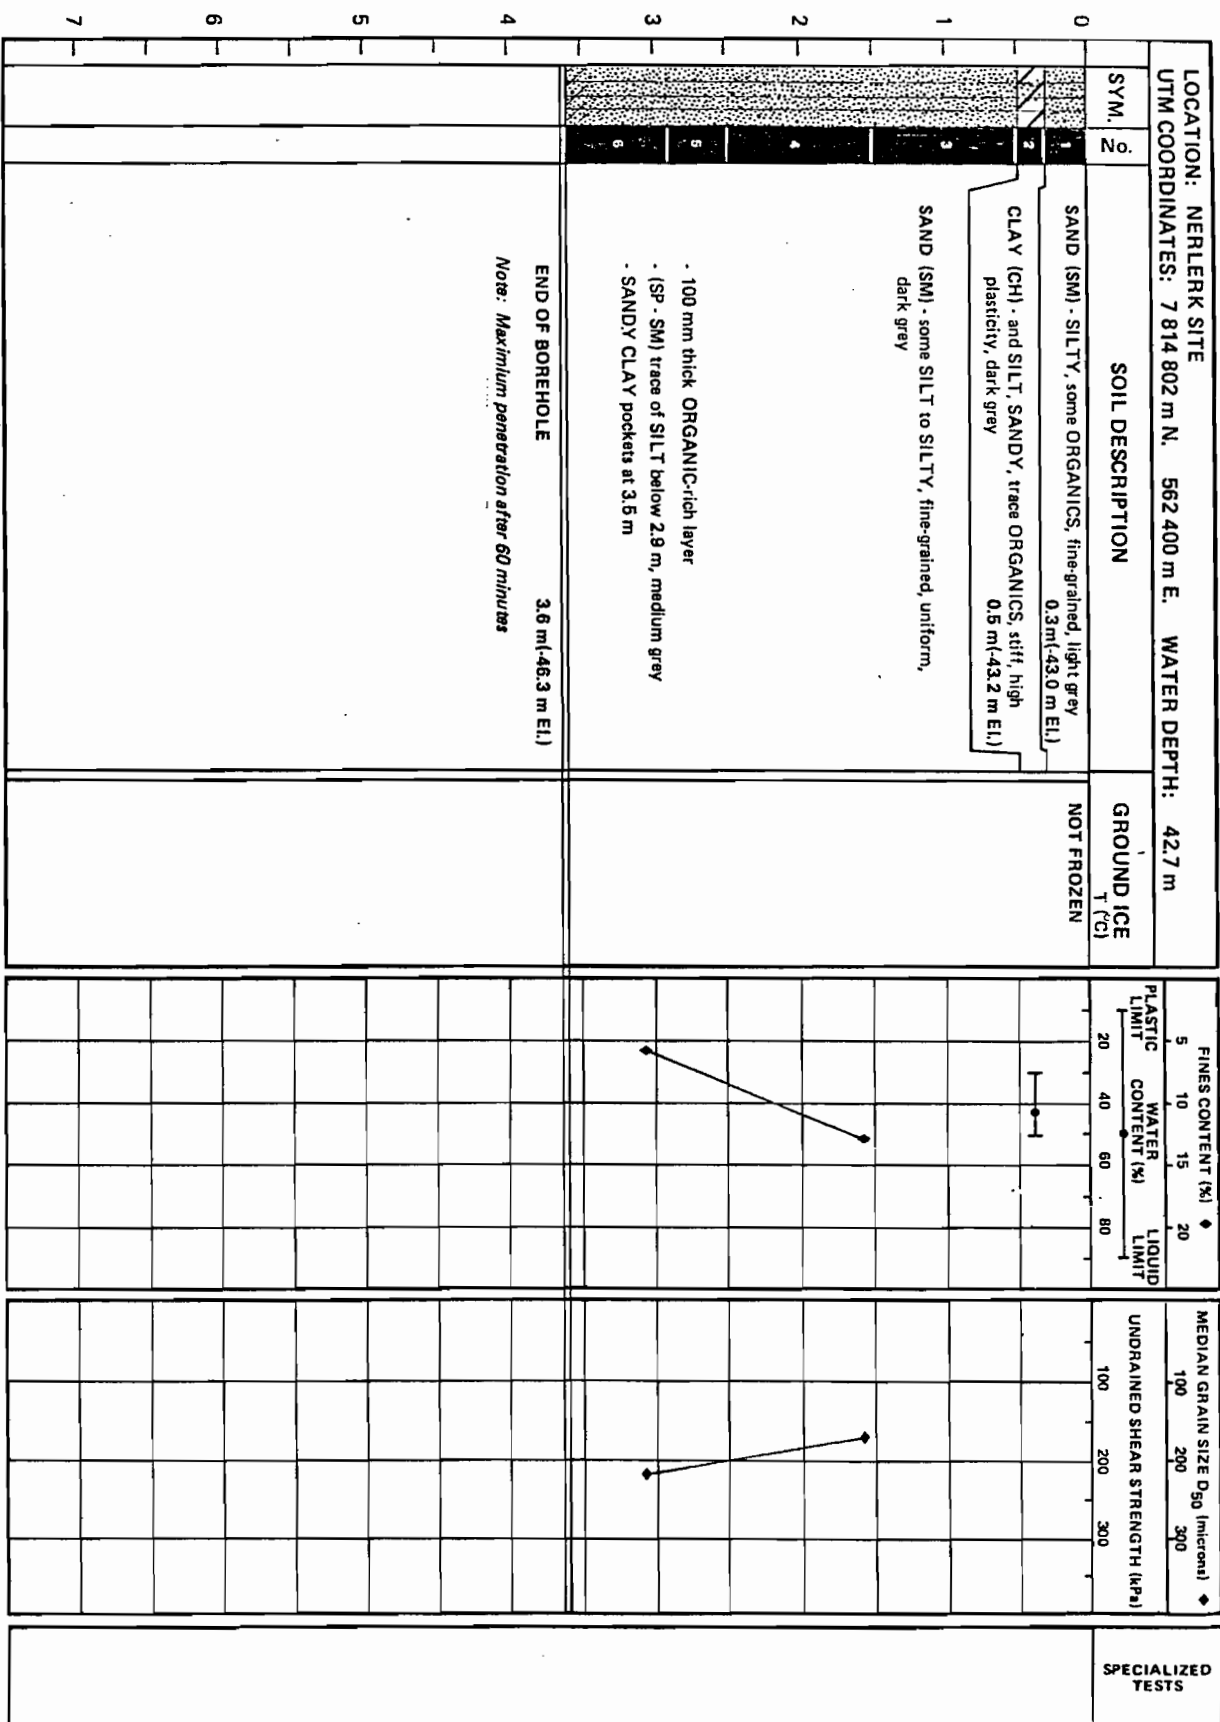 LOCATION: NERLERK SITE
UTM COORDINATES: 7 814 802 m N. 562 400 m E. WATER DEPTH: 42.7 m
SYM.
No.
SOIL DESCRIPTION
GROUND ICE
T (°C)
FINES CONTENT (%) ◆
5 10 15 20
PLASTIC LIMIT
WATER CONTENT (%)
LIQUID LIMIT
20 40 60 80
MEDIAN GRAIN SIZE D50 (microns) ◆
100 200 300
UNDRAINED SHEAR STRENGTH (kPa)
100 200 300
SPECIALIZED
TESTS
0
1
2
3
4
5
6
7
1
2
3
4
5
6
SAND (SM) - SILTY, some ORGANICS, fine-grained, light grey
0.3m(-43.0 m El.)
CLAY (CH) - and SILT, SANDY, trace ORGANICS, stiff, high
plasticity, dark grey
0.5 m(-43.2 m El.)
SAND (SM) - some SILT to SILTY, fine-grained, uniform,
dark grey
- 100 mm thick ORGANIC-rich layer
- (SP - SM) trace of SILT below 2.9 m, medium grey
- SANDY CLAY pockets at 3.5 m
END OF BOREHOLE 3.6 m(-46.3 m El.)
Note: Maximium penetration after 60 minutes
NOT FROZEN